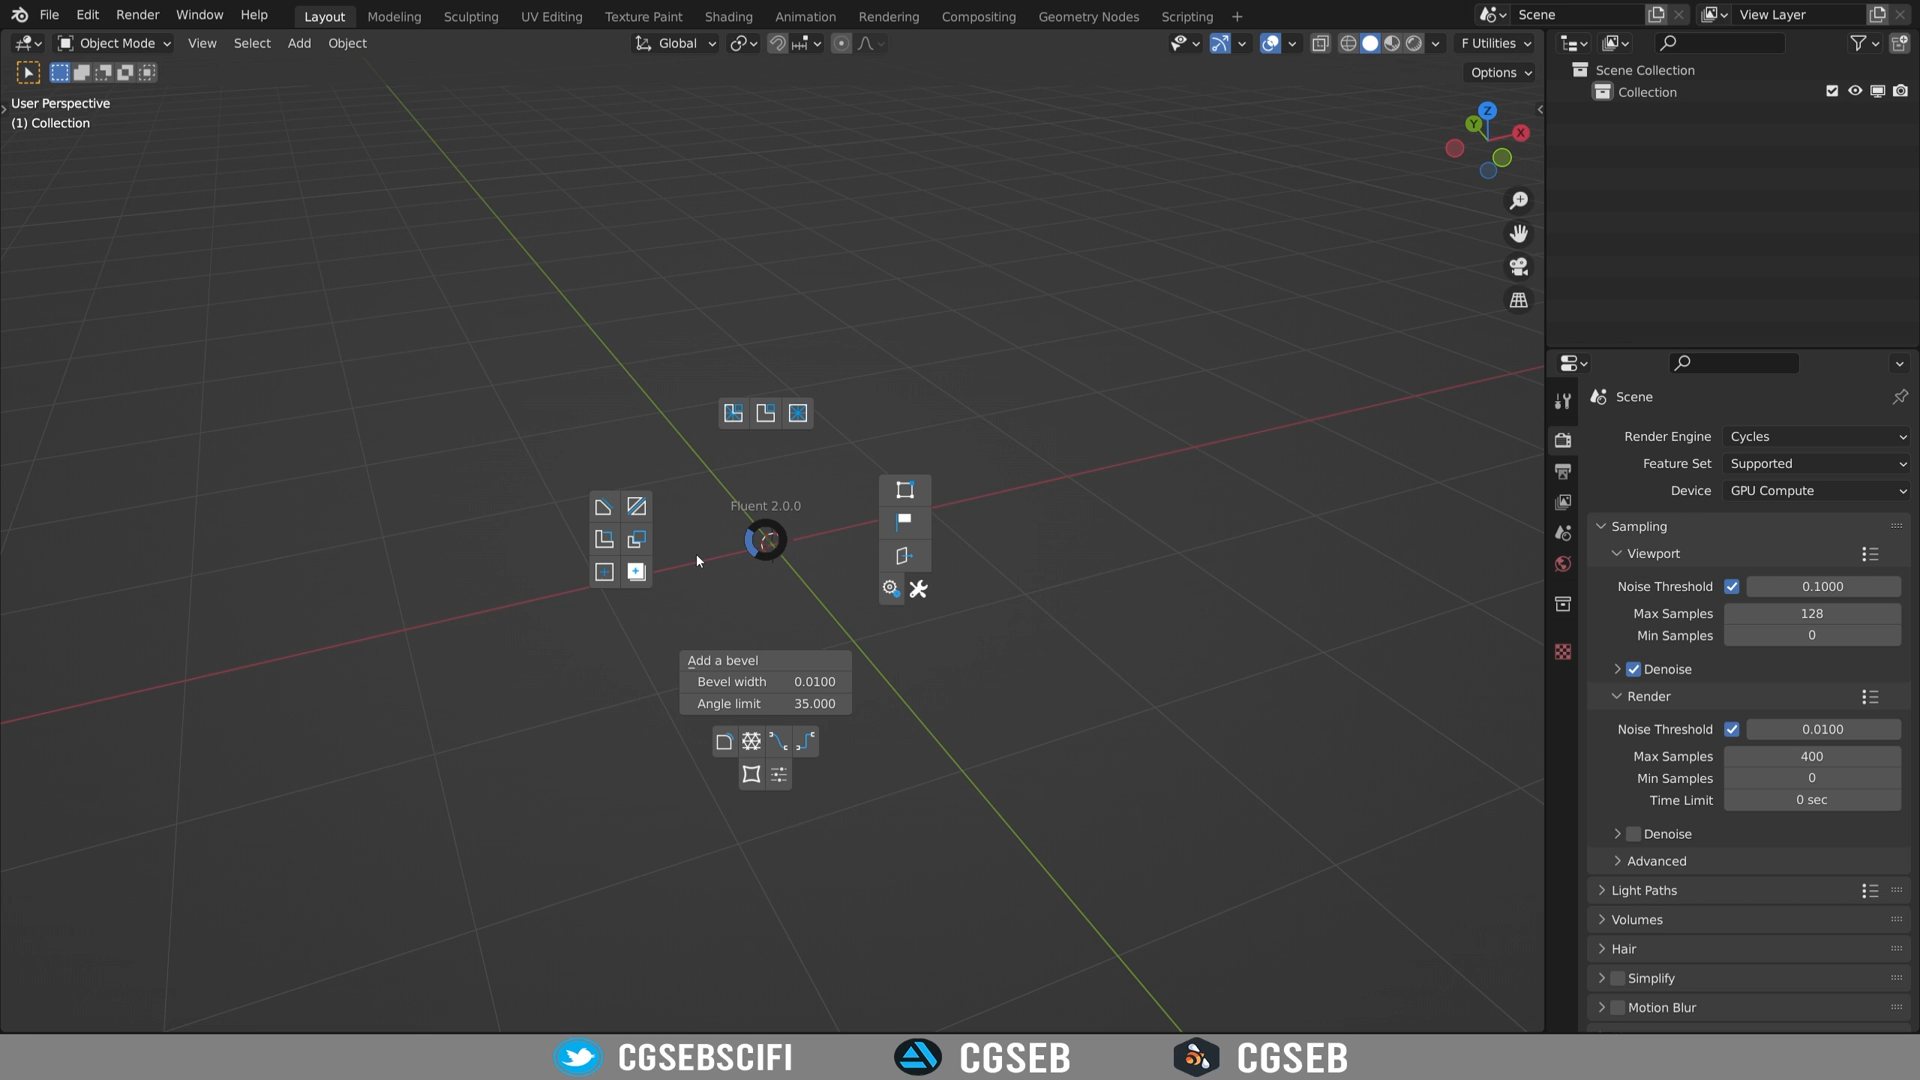 File Edit Render Window Help
Layout Modeling Sculpting UV Editing Texture Paint Shading Animation Rendering Compositing Geometry Nodes Scripting +
Scene
View Layer
Object Mode View Select Add Object
Global
F Utilities
Options
User Perspective
(1) Collection
Z
Y
X
Scene Collection
Collection
Fluent 2.0.0
Add a bevel
Bevel width 0.0100
Angle limit 35.000
Scene
Render Engine Cycles
Feature Set Supported
Device GPU Compute
Sampling
Viewport
Noise Threshold 0.1000
Max Samples 128
Min Samples 0
Denoise
Render
Noise Threshold 0.0100
Max Samples 400
Min Samples 0
Time Limit 0 sec
Denoise
Advanced
Light Paths
Volumes
Hair
Simplify
Motion Blur
CGSEBSCIFI CGSEB CGSEB